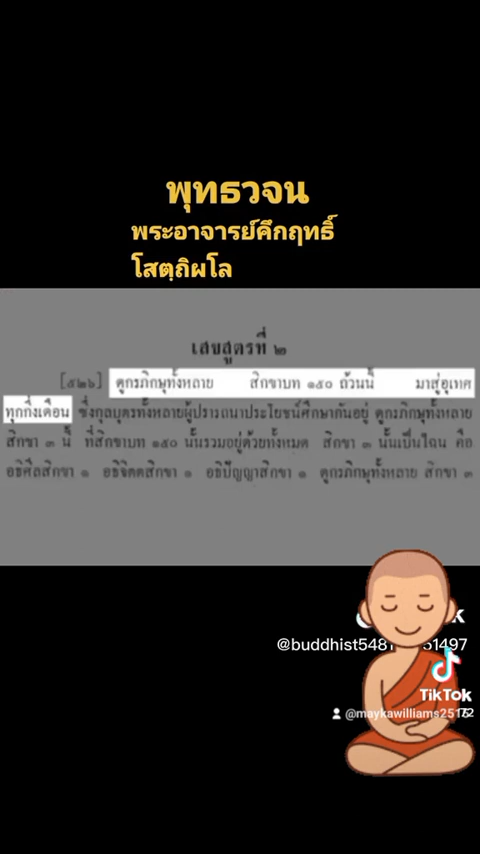 พุทธวจน
พระอาจารย์คึกฤทธิ์
โสตฺถิผโล
เสขสูตรที่ ๒
[๕๒๖] ดูกรภิกษุทั้งหลาย สิกขาบท ๑๕๐ ถ้วนนี้ มาสู่อุเทศ
ทุกกึ่งเดือน ซึ่งกุลบุตรทั้งหลายผู้ปรารถนาประโยชน์ศึกษากันอยู่ ดูกรภิกษุทั้งหลาย
สิกขา ๓ นี้ ที่สิกขาบท ๑๕๐ นั้นรวมอยู่ด้วยทั้งหมด สิกขา ๓ นั้นเป็นไฉน คือ
อธิศีลสิกขา ๑ อธิจิตตสิกขา ๑ อธิปัญญาสิกขา ๑ ดูกรภิกษุทั้งหลาย สิกขา ๓
TikTok
@maykawilliams2516